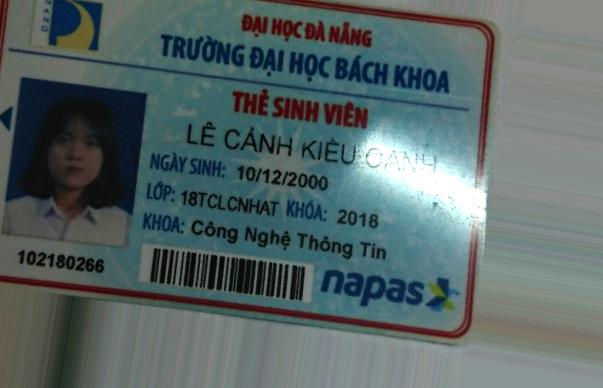 ĐẠI HỌC ĐÀ NẴNG
TRƯỜNG ĐẠI HỌC BÁCH KHOA
THẺ SINH VIÊN
LÊ CẢNH KIỀU OANH
NGÀY SINH: 10/12/2000
LỚP: 18TCLCNHAT KHÓA: 2018
KHOA: Công Nghệ Thông Tin
102180266
napas